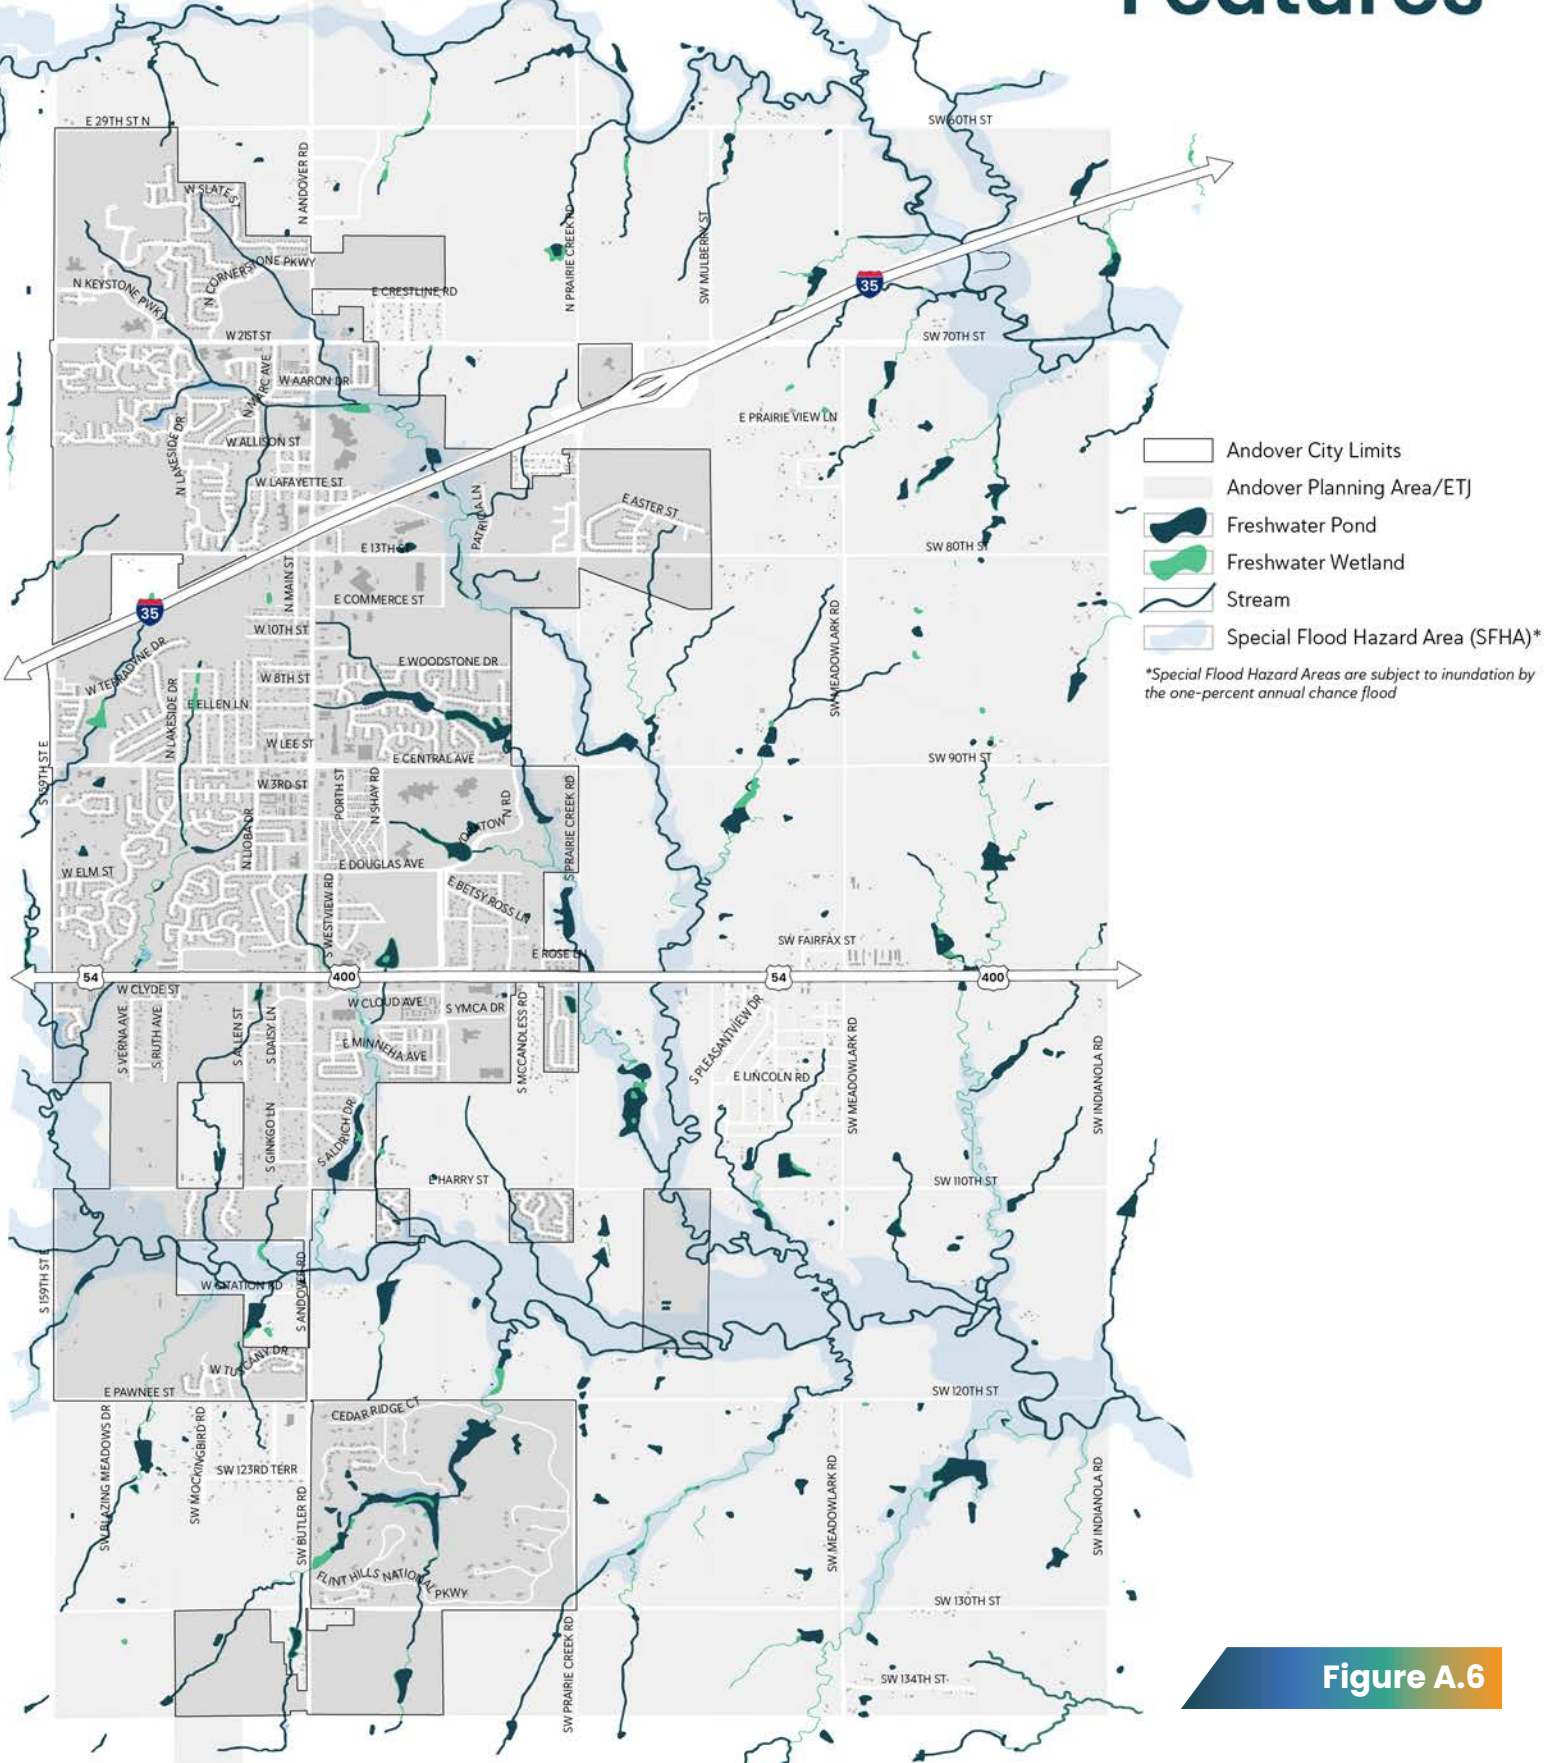 Features
E 29TH ST N
SW 60TH ST
N ANDOVER RD
W SLATE ST
N PRAIRIE CREEK RD
SW MULBERRY ST
N CORNERSTONE PKWY
N KEYSTONE PWKY
E CRESTLINE RD
35
W 21ST ST
SW 70TH ST
N MARC AVE
W AARON DR
E PRAIRIE VIEW LN
N LAKESIDE DR
W ALLISON ST
W LAFAYETTE ST
PATRICIA LN
E EASTER ST
E 13TH ST
SW 80TH ST
N MAIN ST
E COMMERCE ST
35
W 10TH ST
SW MEADOWLARK RD
W TERRADYNE DR
E WOODSTONE DR
W 8TH ST
N LAKESIDE DR
E ELLEN LN
W LEE ST
E CENTRAL AVE
SW 90TH ST
S 159TH ST E
W 3RD ST
PORTH ST
N SHAY RD
N RD
S PRAIRIE CREEK RD
N LIOBA DR
E DOUGLAS AVE
W ELM ST
E BETSY ROSS LN
S WESTVIEW RD
SW FAIRFAX ST
E ROSE LN
54
400
54
400
W CLYDE ST
W CLOUD AVE
S YMCA DR
S VERNA AVE
S RUTH AVE
S ALLEN ST
S DAISY LN
E MINNEHA AVE
S MCCANDLESS RD
S PLEASANTVIEW DR
E LINCOLN RD
SW MEADOWLARK RD
SW INDIANOLA RD
S GINKGO LN
S ALDRICH DR
E HARRY ST
SW 110TH ST
S 159TH ST E
W CITATION RD
S ANDOVER RD
W TUSCANY DR
E PAWNEE ST
SW 120TH ST
CEDAR RIDGE CT
SW BLAZING MEADOWS DR
SW MOCKINGBIRD RD
SW 123RD TERR
SW BUTLER RD
SW MEADOWLARK RD
SW INDIANOLA RD
FLINT HILLS NATIONAL PKWY
SW 130TH ST
SW PRAIRIE CREEK RD
SW 134TH ST
Andover City Limits
Andover Planning Area/ETJ
Freshwater Pond
Freshwater Wetland
Stream
Special Flood Hazard Area (SFHA)*
*Special Flood Hazard Areas are subject to inundation by
the one-percent annual chance flood
Figure A.6